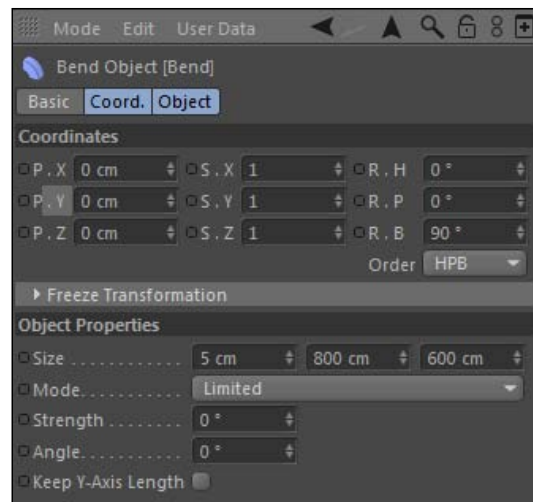 Mode Edit User Data
Bend Object [Bend]
Basic Coord. Object
Coordinates
P . X 0 cm S . X 1 R . H 0 °
P . Y 0 cm S . Y 1 R . P 0 °
P . Z 0 cm S . Z 1 R . B 90 °
Order HPB
Freeze Transformation
Object Properties
Size . . . . . . . . . . . . 5 cm 800 cm 600 cm
Mode. . . . . . . . . . . Limited
Strength . . . . . . . . 0 °
Angle. . . . . . . . . . . 0 °
Keep Y-Axis Length